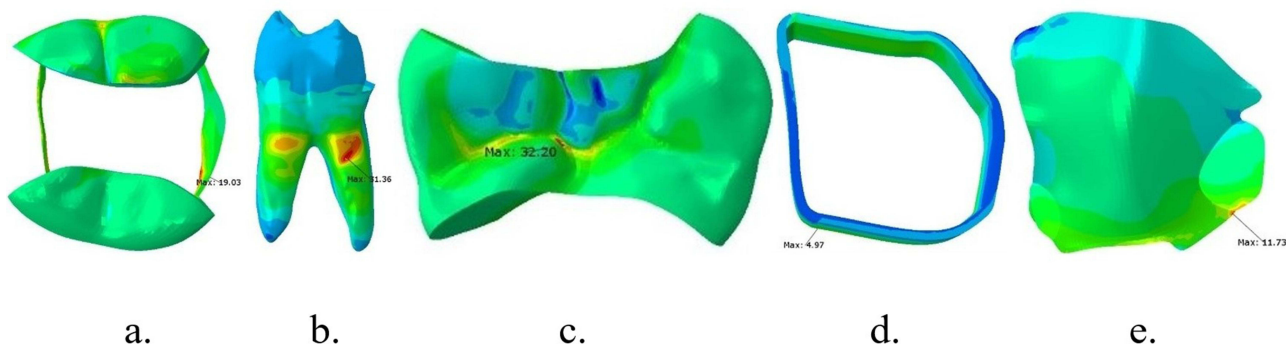 Max: 19.03
Max: 31.36
Max: 32.20
Max: 4.97
Max: 11.73
a.
b.
c.
d.
e.